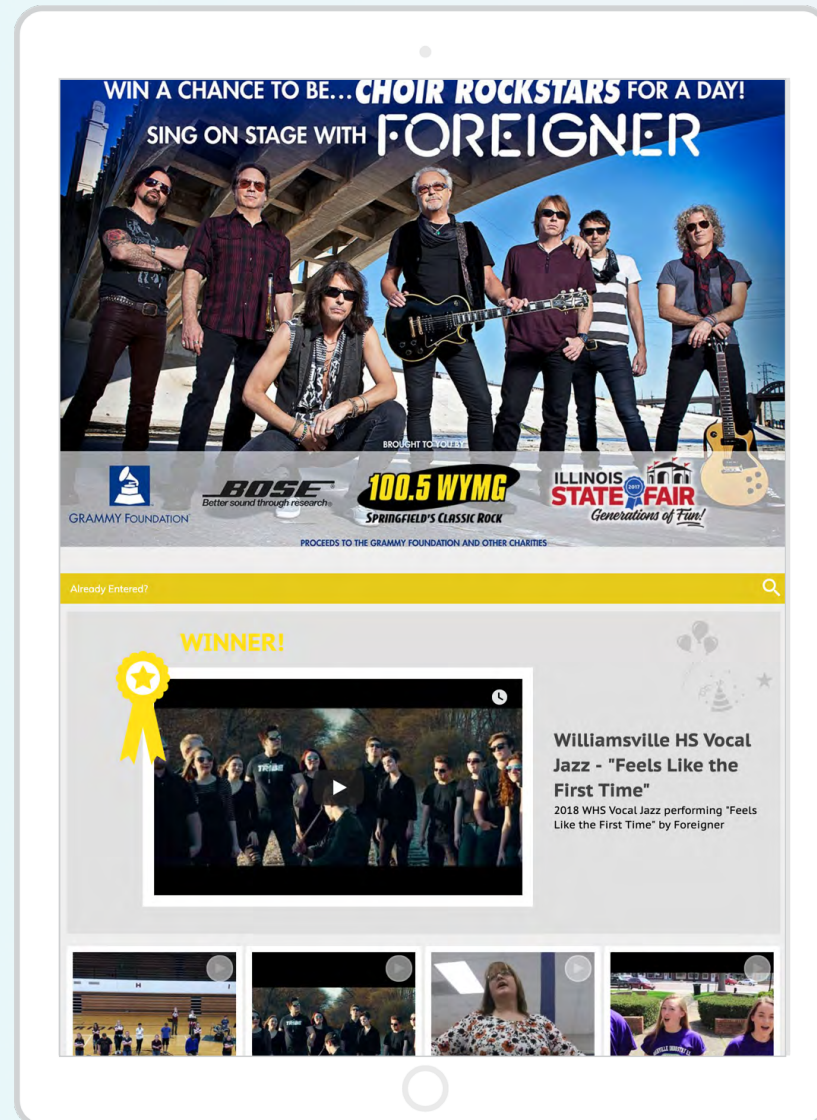 WIN A CHANCE TO BE...CHOIR ROCKSTARS FOR A DAY!
SING ON STAGE WITH FOREIGNER
BROUGHT TO YOU BY
GRAMMY FOUNDATION
BOSE
Better sound through research®
100.5 WYMG
SPRINGFIELD'S CLASSIC ROCK
ILLINOIS
STATE 2017 FAIR
Generations of Fun!
PROCEEDS TO THE GRAMMY FOUNDATION AND OTHER CHARITIES
Already Entered?
WINNER!
TRIBE
Williamsville HS Vocal
Jazz - "Feels Like the
First Time"
2018 WHS Vocal Jazz performing "Feels
Like the First Time" by Foreigner